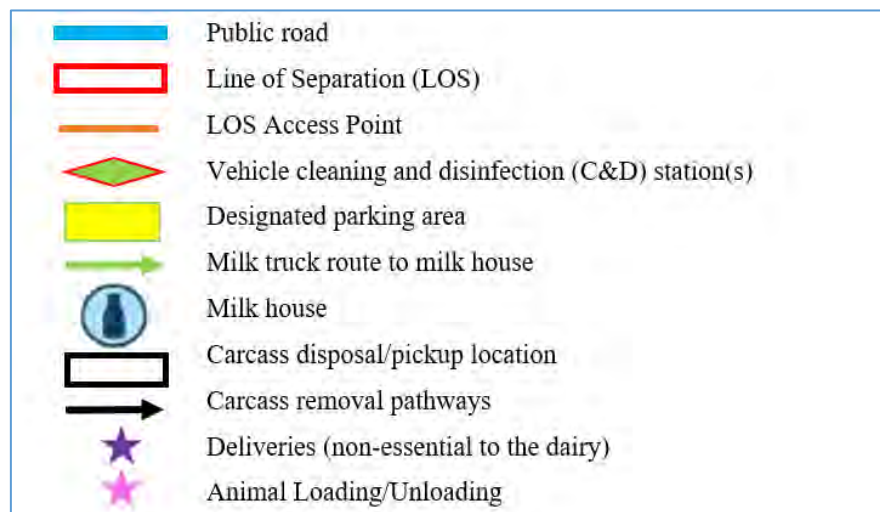 Public road
Line of Separation (LOS)
LOS Access Point
Vehicle cleaning and disinfection (C&D) station(s)
Designated parking area
Milk truck route to milk house
Milk house
Carcass disposal/pickup location
Carcass removal pathways
Deliveries (non-essential to the dairy)
Animal Loading/Unloading